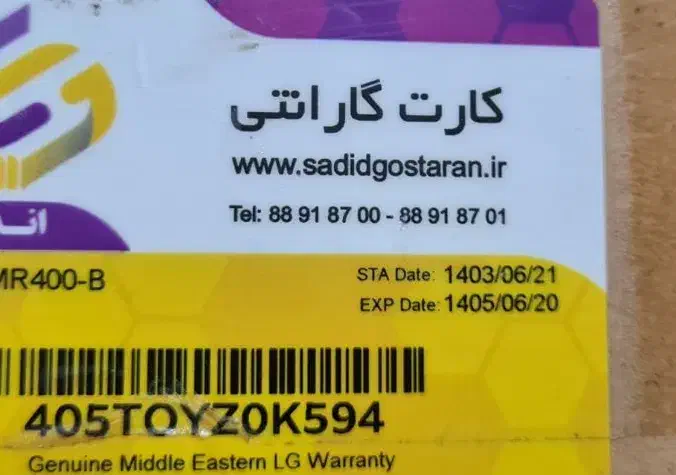 کارت گارانتی
www.sadidgostaran.ir
Tel: 88 91 87 00 - 88 91 87 01
MR400-B
STA Date: 1403/06/21
EXP Date: 1405/06/20
405TOYZ0K594
Genuine Middle Eastern LG Warranty